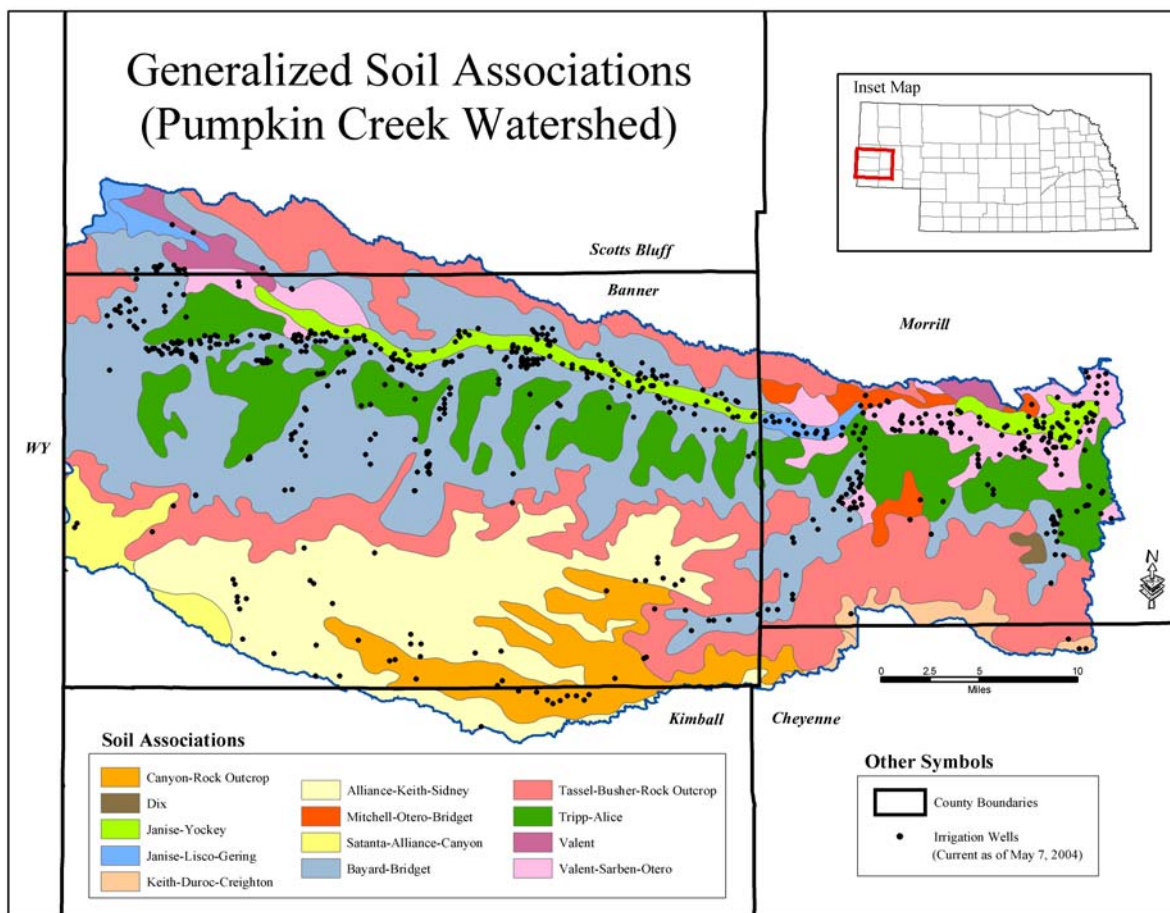 Generalized Soil Associations
(Pumpkin Creek Watershed)
Inset Map
Scotts Bluff
Banner
Morrill
WY
N
0 2.5 5 10
Miles
Kimball
Cheyenne
Soil Associations
Canyon-Rock Outcrop
Dix
Janise-Yockey
Janise-Lisco-Gering
Keith-Duroc-Creighton
Alliance-Keith-Sidney
Mitchell-Otero-Bridget
Satanta-Alliance-Canyon
Bayard-Bridget
Tassel-Busher-Rock Outcrop
Tripp-Alice
Valent
Valent-Sarben-Otero
Other Symbols
County Boundaries
Irrigation Wells
(Current as of May 7, 2004)